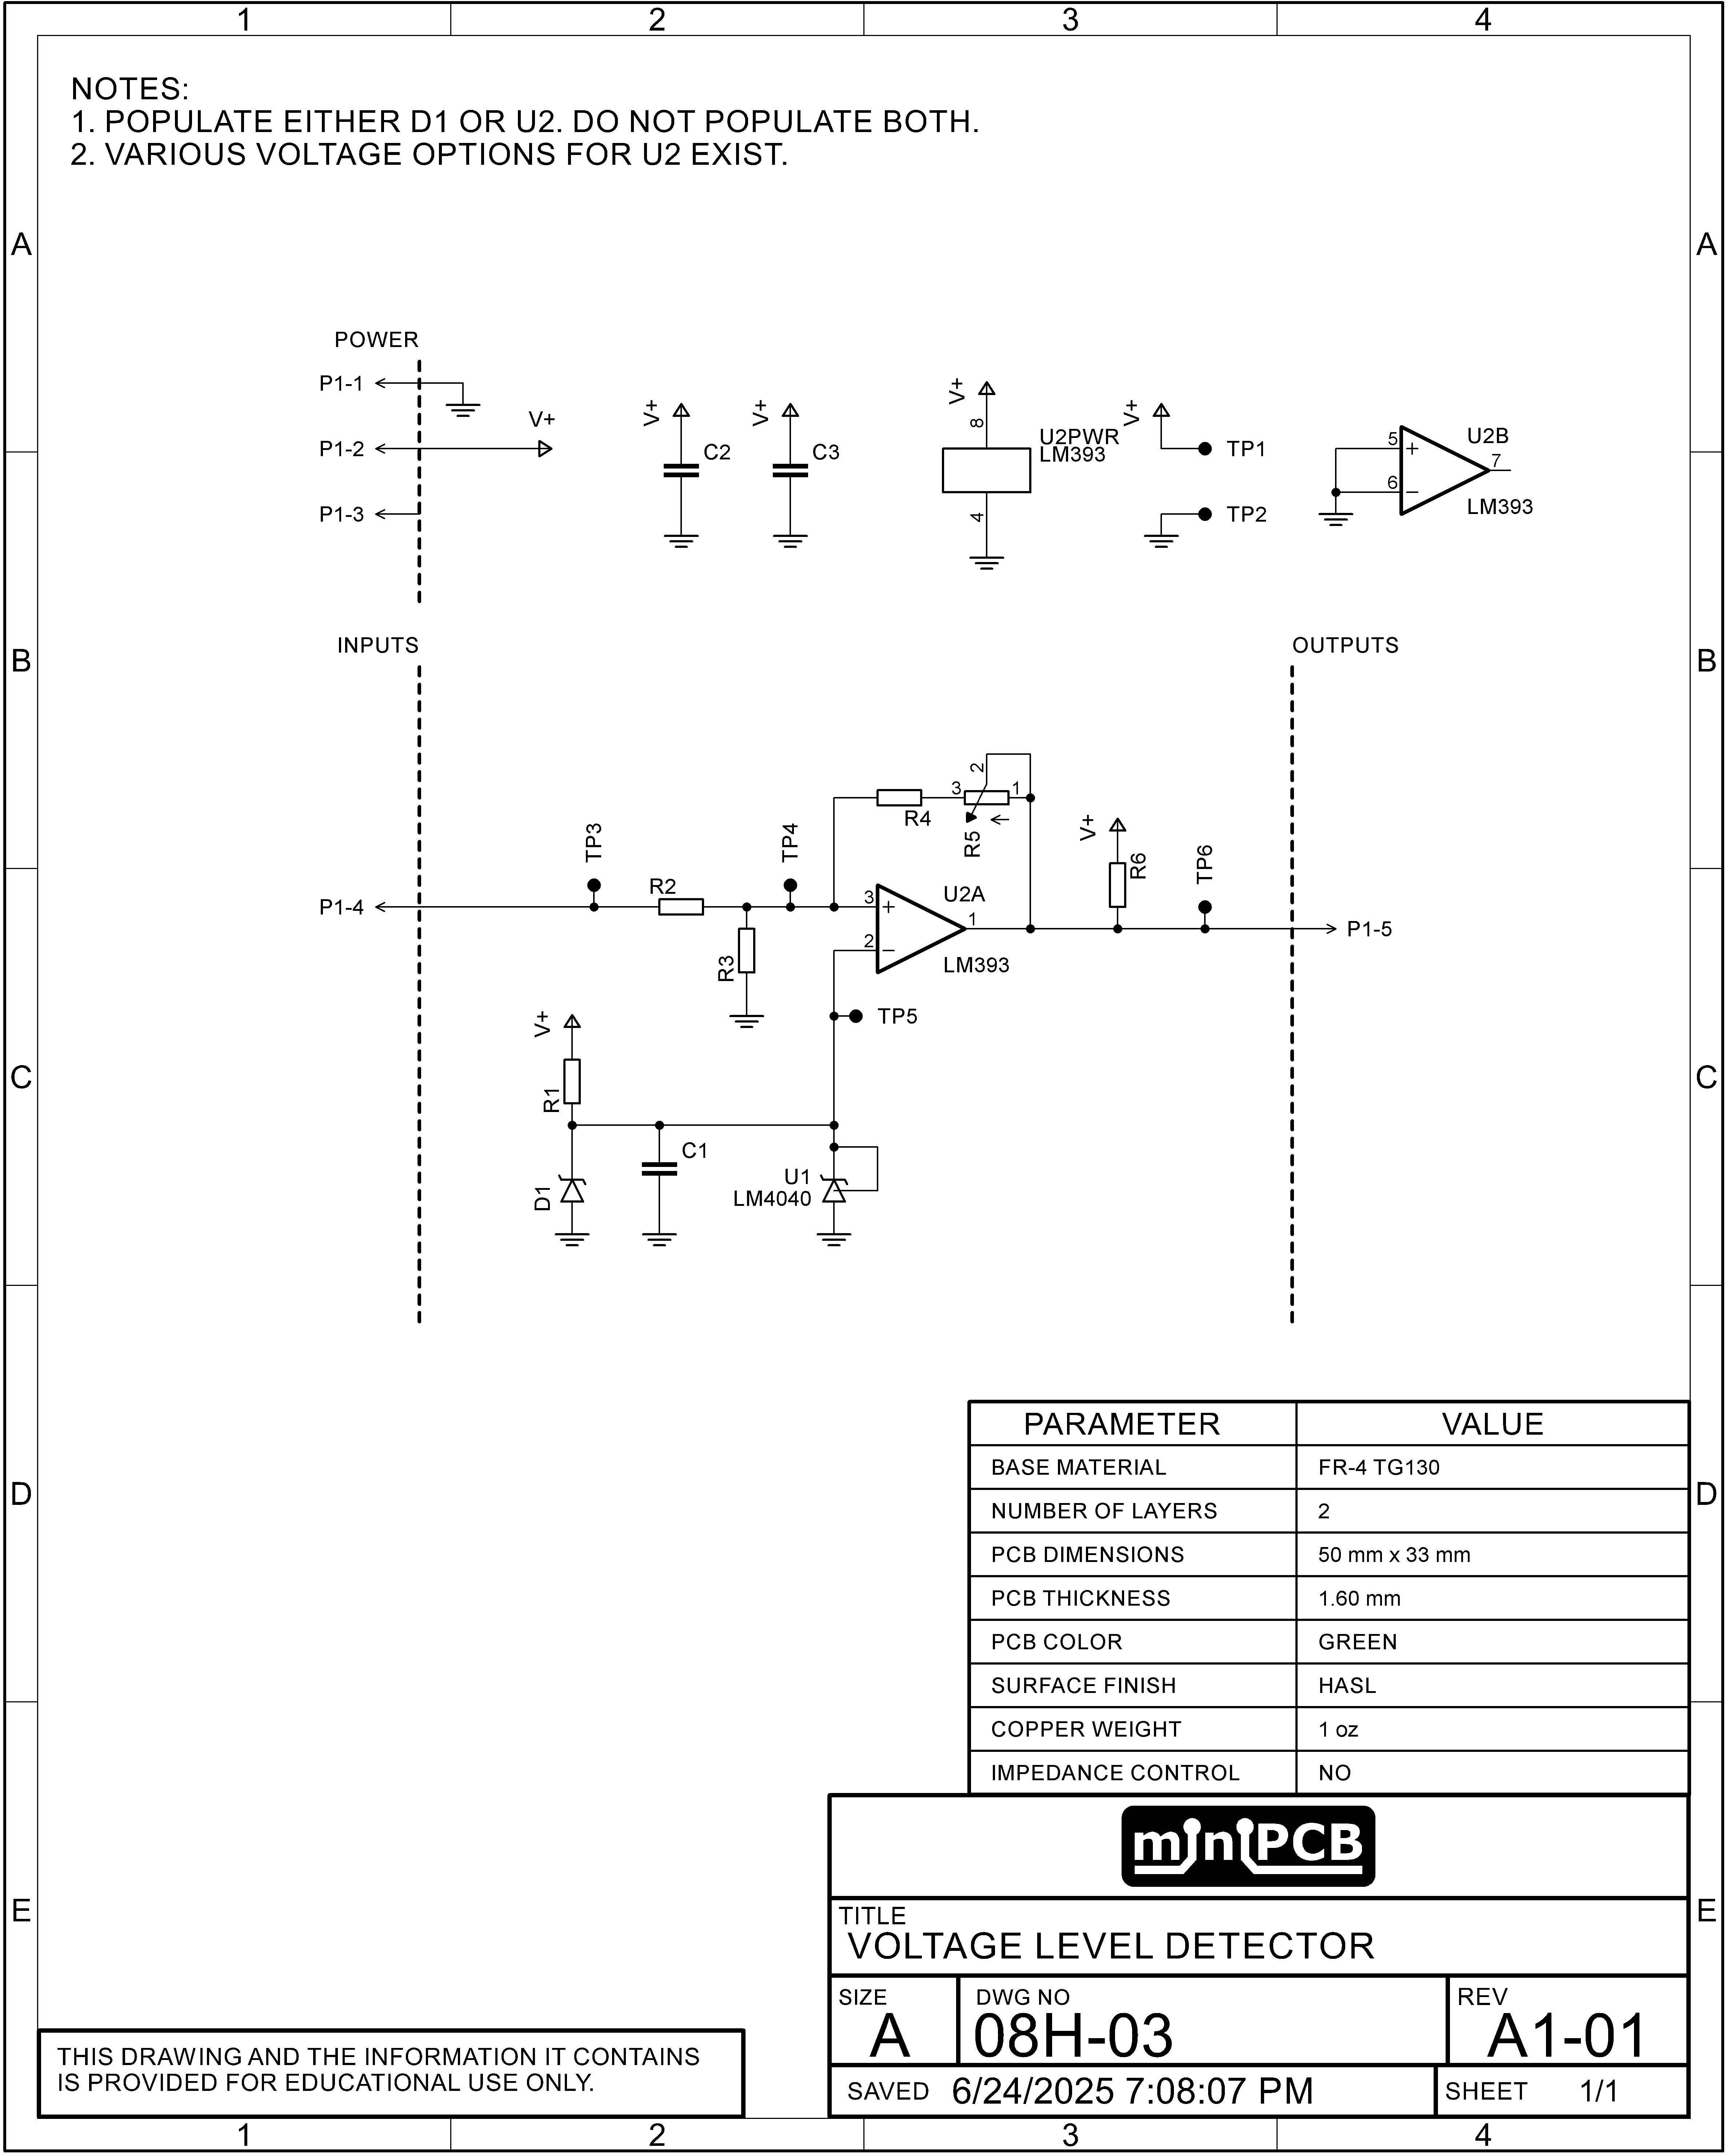 1 2 3 4
NOTES:
1. POPULATE EITHER D1 OR U2. DO NOT POPULATE BOTH.
2. VARIOUS VOLTAGE OPTIONS FOR U2 EXIST.
A A
POWER
P1-1
V+
P1-2
P1-3
V+
C2
V+
C3
V+
8
U2PWR
LM393
4
V+
TP1
TP2
5
+
6
−
U2B
7
LM393
INPUTS
OUTPUTS
B B
2
3
1
R4
R5
V+
R6
TP3
TP4
TP6
P1-4
R2
R3
3
+
U2A
1
2
−
LM393
P1-5
TP5
V+
R1
C C
C1
D1
U1
LM4040
PARAMETER VALUE
BASE MATERIAL FR-4 TG130
NUMBER OF LAYERS 2
D D
PCB DIMENSIONS 50 mm x 33 mm
PCB THICKNESS 1.60 mm
PCB COLOR GREEN
SURFACE FINISH HASL
COPPER WEIGHT 1 oz
IMPEDANCE CONTROL NO
miniPCB
E E
TITLE
VOLTAGE LEVEL DETECTOR
SIZE
A
DWG NO
08H-03
REV
A1-01
SAVED 6/24/2025 7:08:07 PM
SHEET 1/1
THIS DRAWING AND THE INFORMATION IT CONTAINS
IS PROVIDED FOR EDUCATIONAL USE ONLY.
1 2 3 4